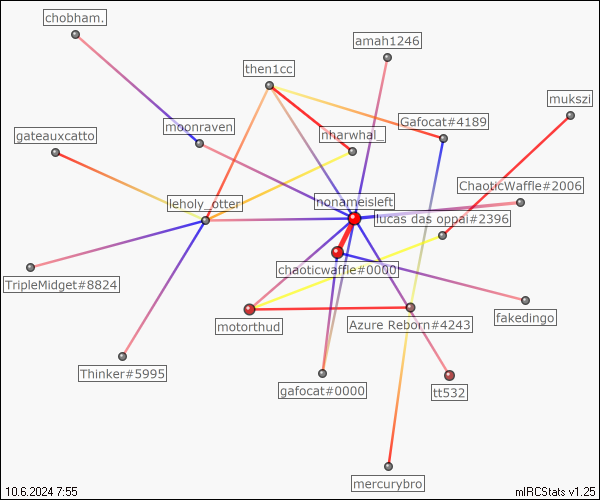 chobham.
amah1246
then1cc
mukszi
Gafocat#4189
moonraven
nharwhal_
gateauxcatto
ChaoticWaffle#2006
nonameisleft
leholy_otter
lucas das oppai#2396
chaoticwaffle#0000
TripleMidget#8824
fakedingo
motorthud
Azure Reborn#4243
Thinker#5995
gafocat#0000
tt532
mercurybro
10.6.2024 7:55
mIRCStats v1.25